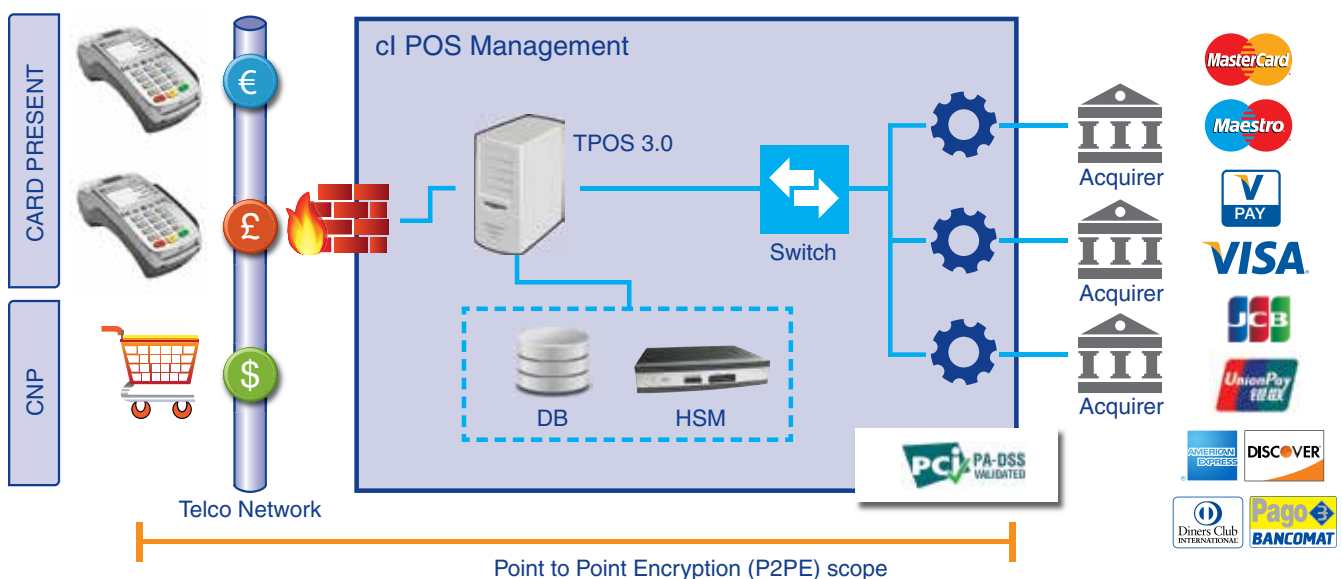 CARD PRESENT
CNP
€
£
$
Telco Network
cI POS Management
TPOS 3.0
Switch
DB
HSM
Acquirer
Acquirer
Acquirer
PCI PA-DSS
VALIDATED
MasterCard
Maestro
V
PAY
VISA
JCB
UnionPay
银联
AMERICAN
EXPRESS
DISCOVER
Diners Club
INTERNATIONAL
Pago
BANCOMAT
Point to Point Encryption (P2PE) scope